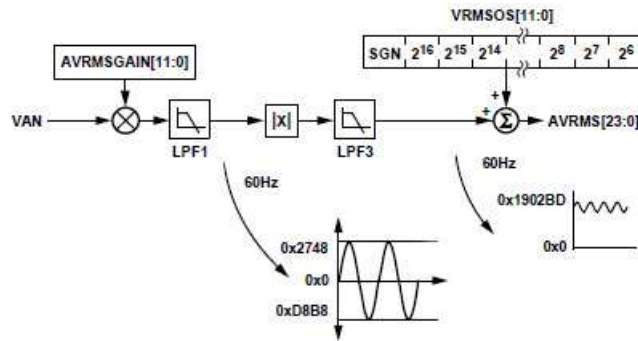 VRMSOS[11:0]
AVRMSGAIN[11:0]
SGN 2^16 2^15 2^14 2^8 2^7 2^6
VAN
LPF1
|X|
LPF3
+
+
Σ
AVRMS[23:0]
60Hz
60Hz
0x1902BD
0x0
0x2748
0x0
0xD8B8